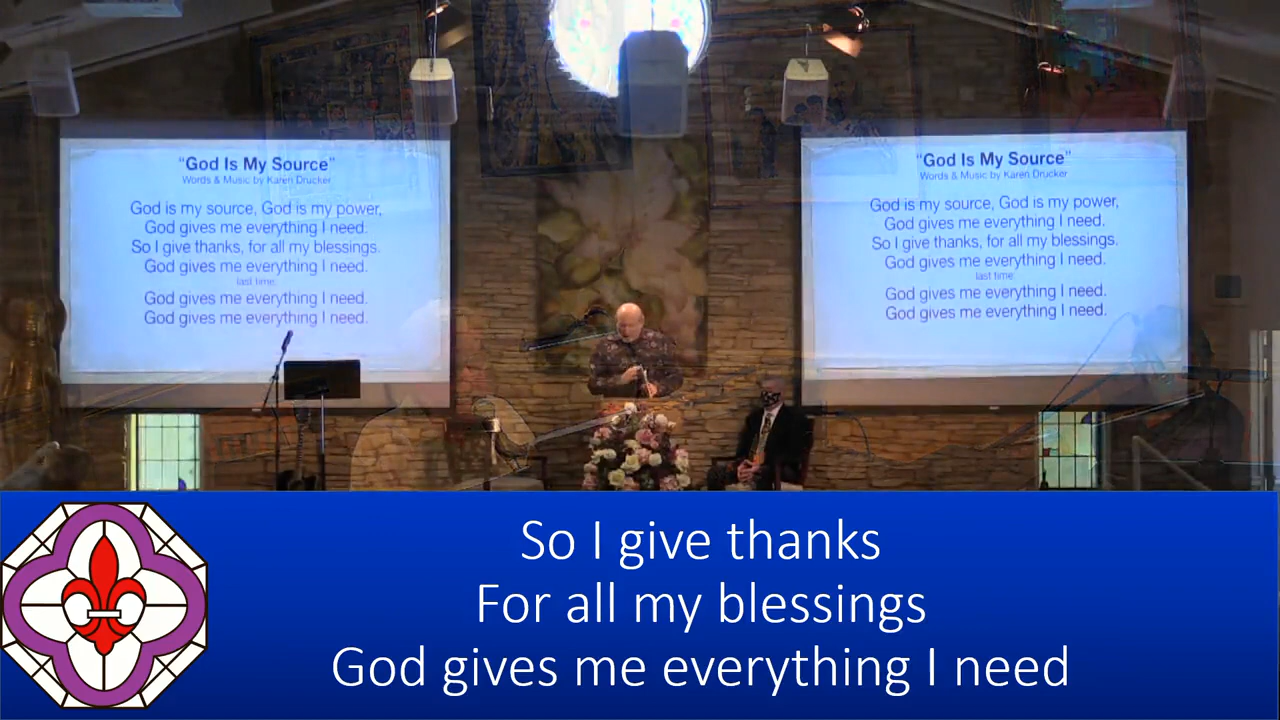 "God Is My Source"
Words & Music by Karen Drucker
God is my source, God is my power,
God gives me everything I need.
So I give thanks, for all my blessings.
God gives me everything I need.
last time:
God gives me everything I need.
God gives me everything I need.
"God Is My Source"
Words & Music by Karen Drucker
God is my source, God is my power,
God gives me everything I need.
So I give thanks, for all my blessings.
God gives me everything I need.
last time:
God gives me everything I need.
God gives me everything I need.
So I give thanks
For all my blessings
God gives me everything I need